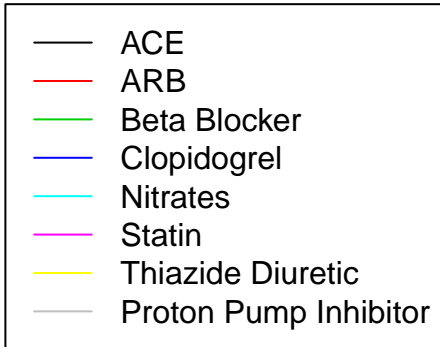 ACE
ARB
Beta Blocker
Clopidogrel
Nitrates
Statin
Thiazide Diuretic
Proton Pump Inhibitor